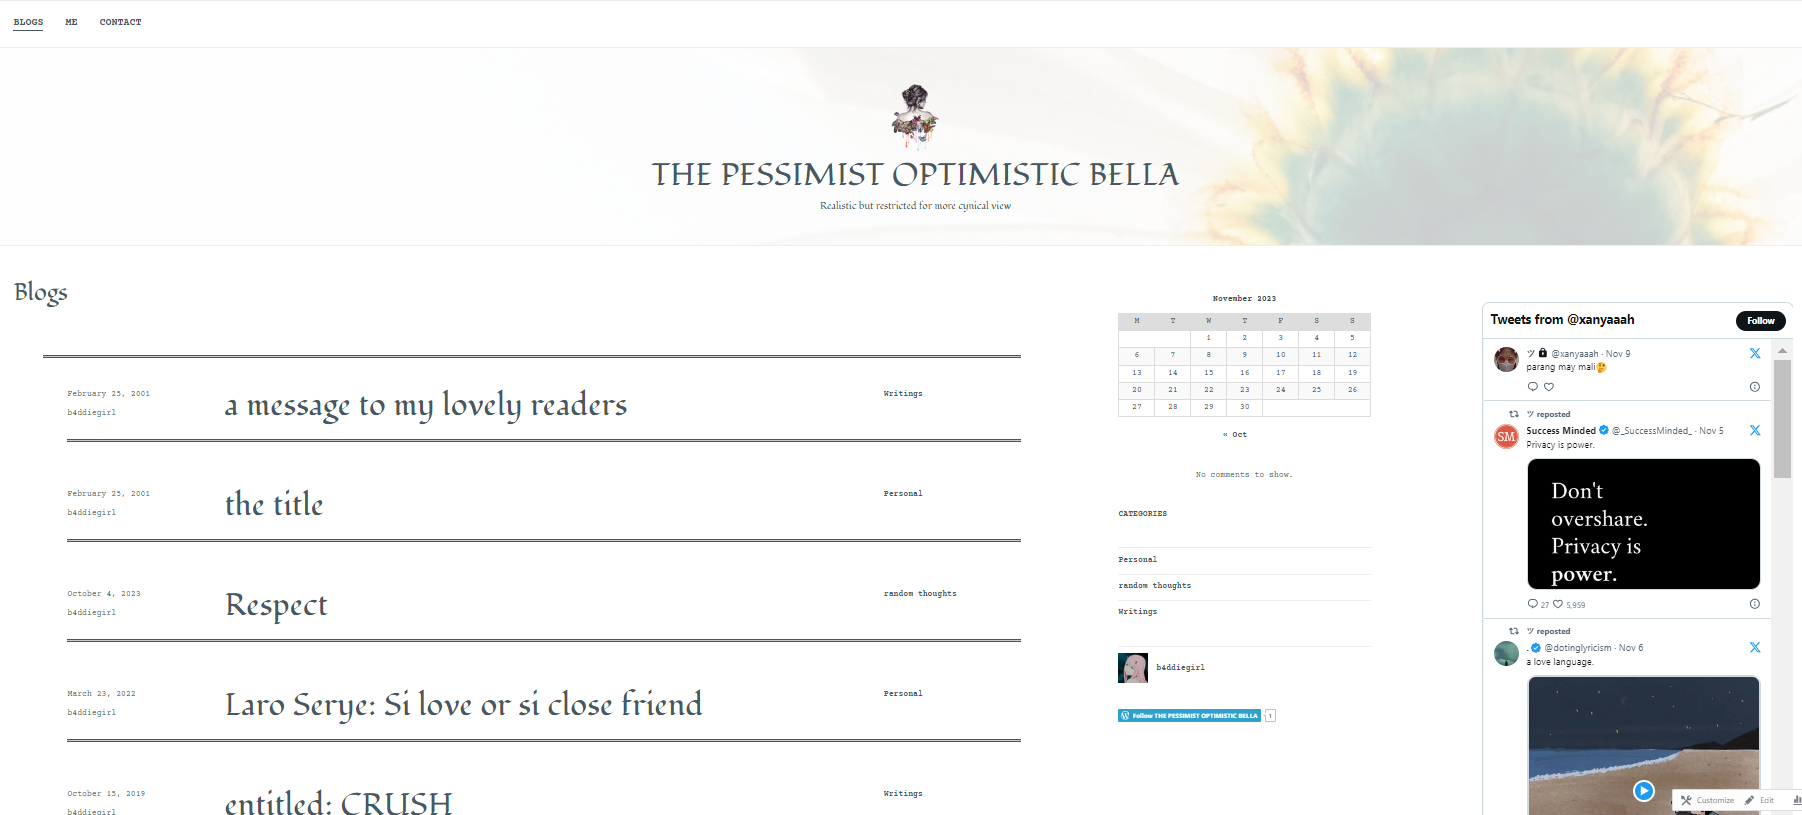 BLOGS ME CONTACT
THE PESSIMIST OPTIMISTIC BELLA
Realistic but restricted for more cynical view
Blogs
February 25, 2001
b4ddiegirl
a message to my lovely readers
Writings
February 25, 2001
b4ddiegirl
the title
Personal
October 4, 2023
b4ddiegirl
Respect
random thoughts
March 23, 2022
b4ddiegirl
Laro Serye: Si love or si close friend
Personal
October 15, 2019
b4ddiegirl
entitled: CRUSH
Writings
November 2023
M T W T F S S
1 2 3 4 5
6 7 8 9 10 11 12
13 14 15 16 17 18 19
20 21 22 23 24 25 26
27 28 29 30
« Oct
No comments to show.
CATEGORIES
Personal
random thoughts
Writings
b4ddiegirl
Follow THE PESSIMIST OPTIMISTIC BELLA 1
Tweets from @xanyaaah
Follow
ツ @xanyaaah · Nov 9
parang may mali🤔
ツ reposted
Success Minded @_SuccessMinded_ · Nov 5
Privacy is power.
Don't
overshare.
Privacy is
power.
27 5,959
ツ reposted
. @dotinglyricism · Nov 6
a love language.
Customize Edit